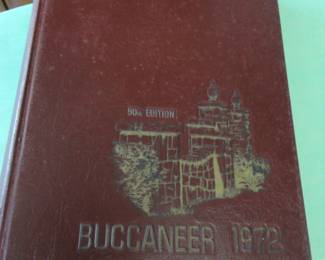 50th EDITION
BUCCANEER 1972